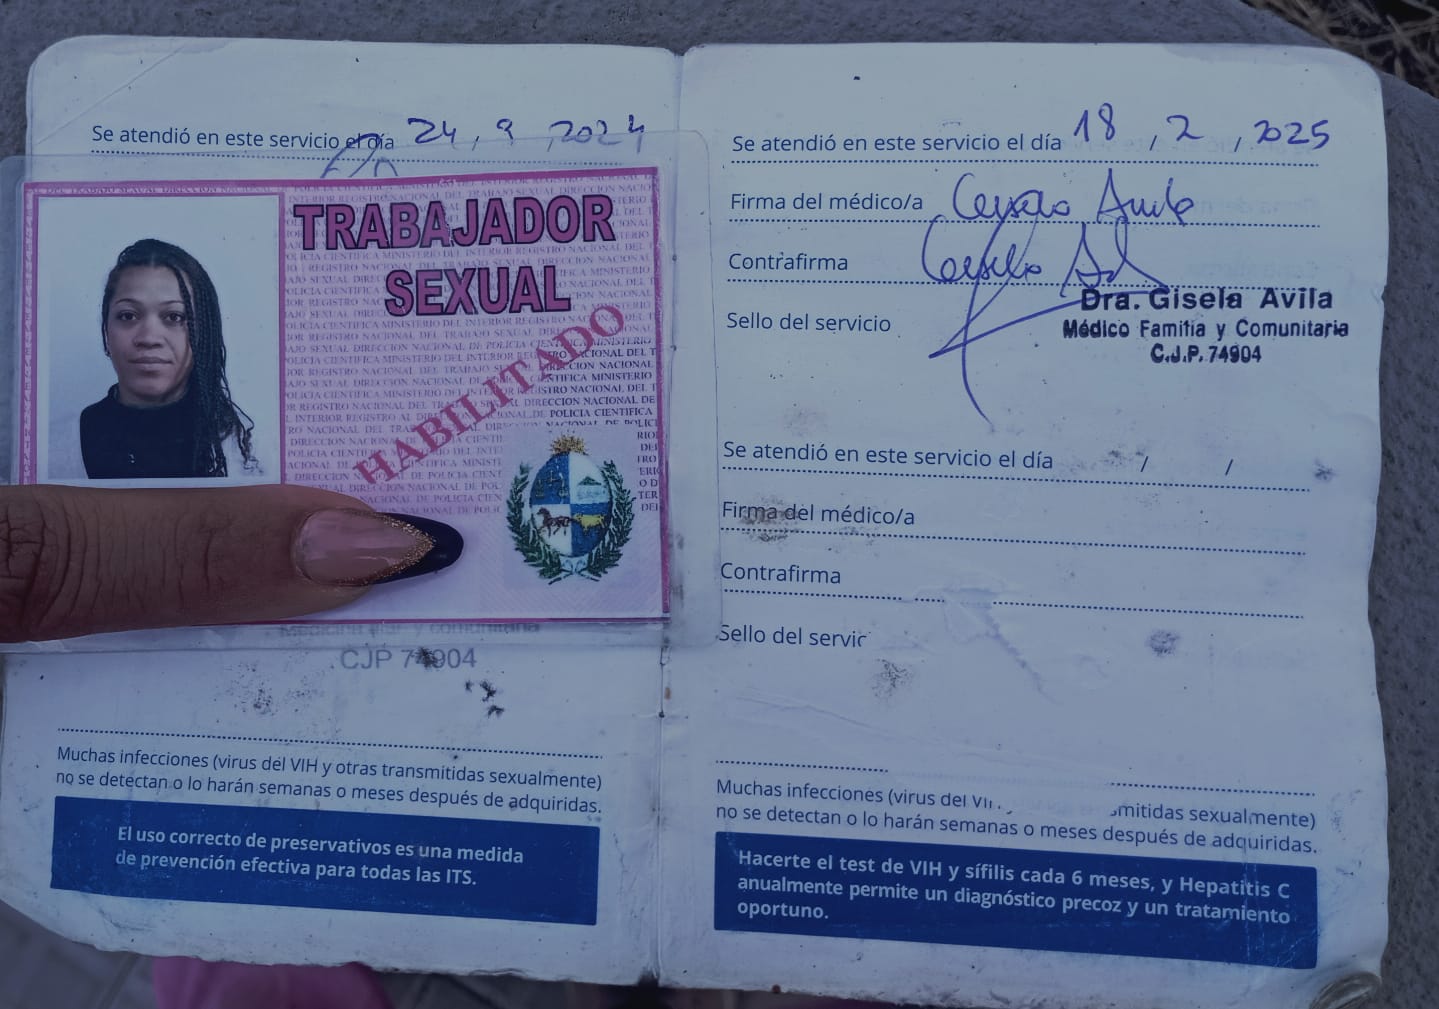 Se atendió en este servicio el día 24, 9, 2024
TRABAJADOR
SEXUAL
HABILITADO
CJP 74904
Muchas infecciones (virus del VIH y otras transmitidas sexualmente)
no se detectan o lo harán semanas o meses después de adquiridas.
El uso correcto de preservativos es una medida
de prevención efectiva para todas las ITS.
Se atendió en este servicio el día 18 / 2 / 2025
Firma del médico/a
Contrafirma
Sello del servicio
Dra. Gisela Avila
Médico Familia y Comunitaria
C.J.P. 74904
Se atendió en este servicio el día / /
Firma del médico/a
Contrafirma
Sello del servic
Muchas infecciones (virus del VI smitidas sexualmente)
no se detectan o lo harán semanas o meses después de adquiridas.
Hacerte el test de VIH y sífilis cada 6 meses, y Hepatitis C
anualmente permite un diagnóstico precoz y un tratamiento
oportuno.